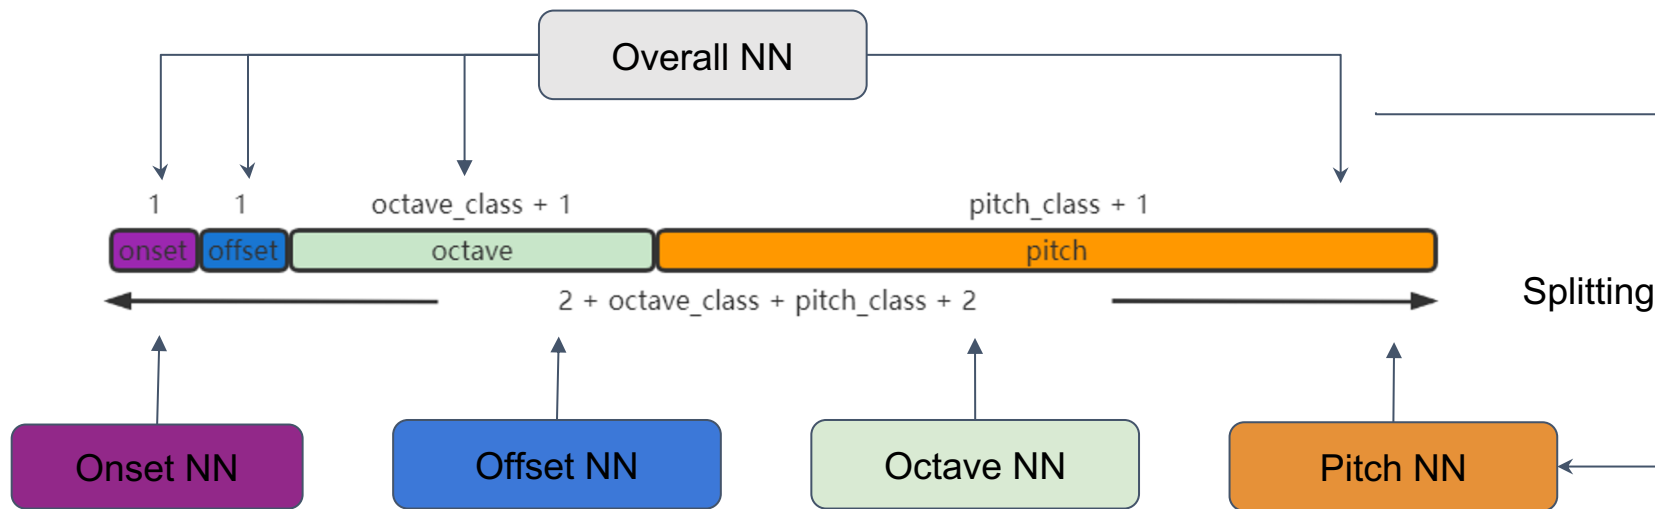 Overall NN
1 1 octave_class + 1 pitch_class + 1
onset offset octave pitch
2 + octave_class + pitch_class + 2
Splitting
Onset NN Offset NN Octave NN Pitch NN